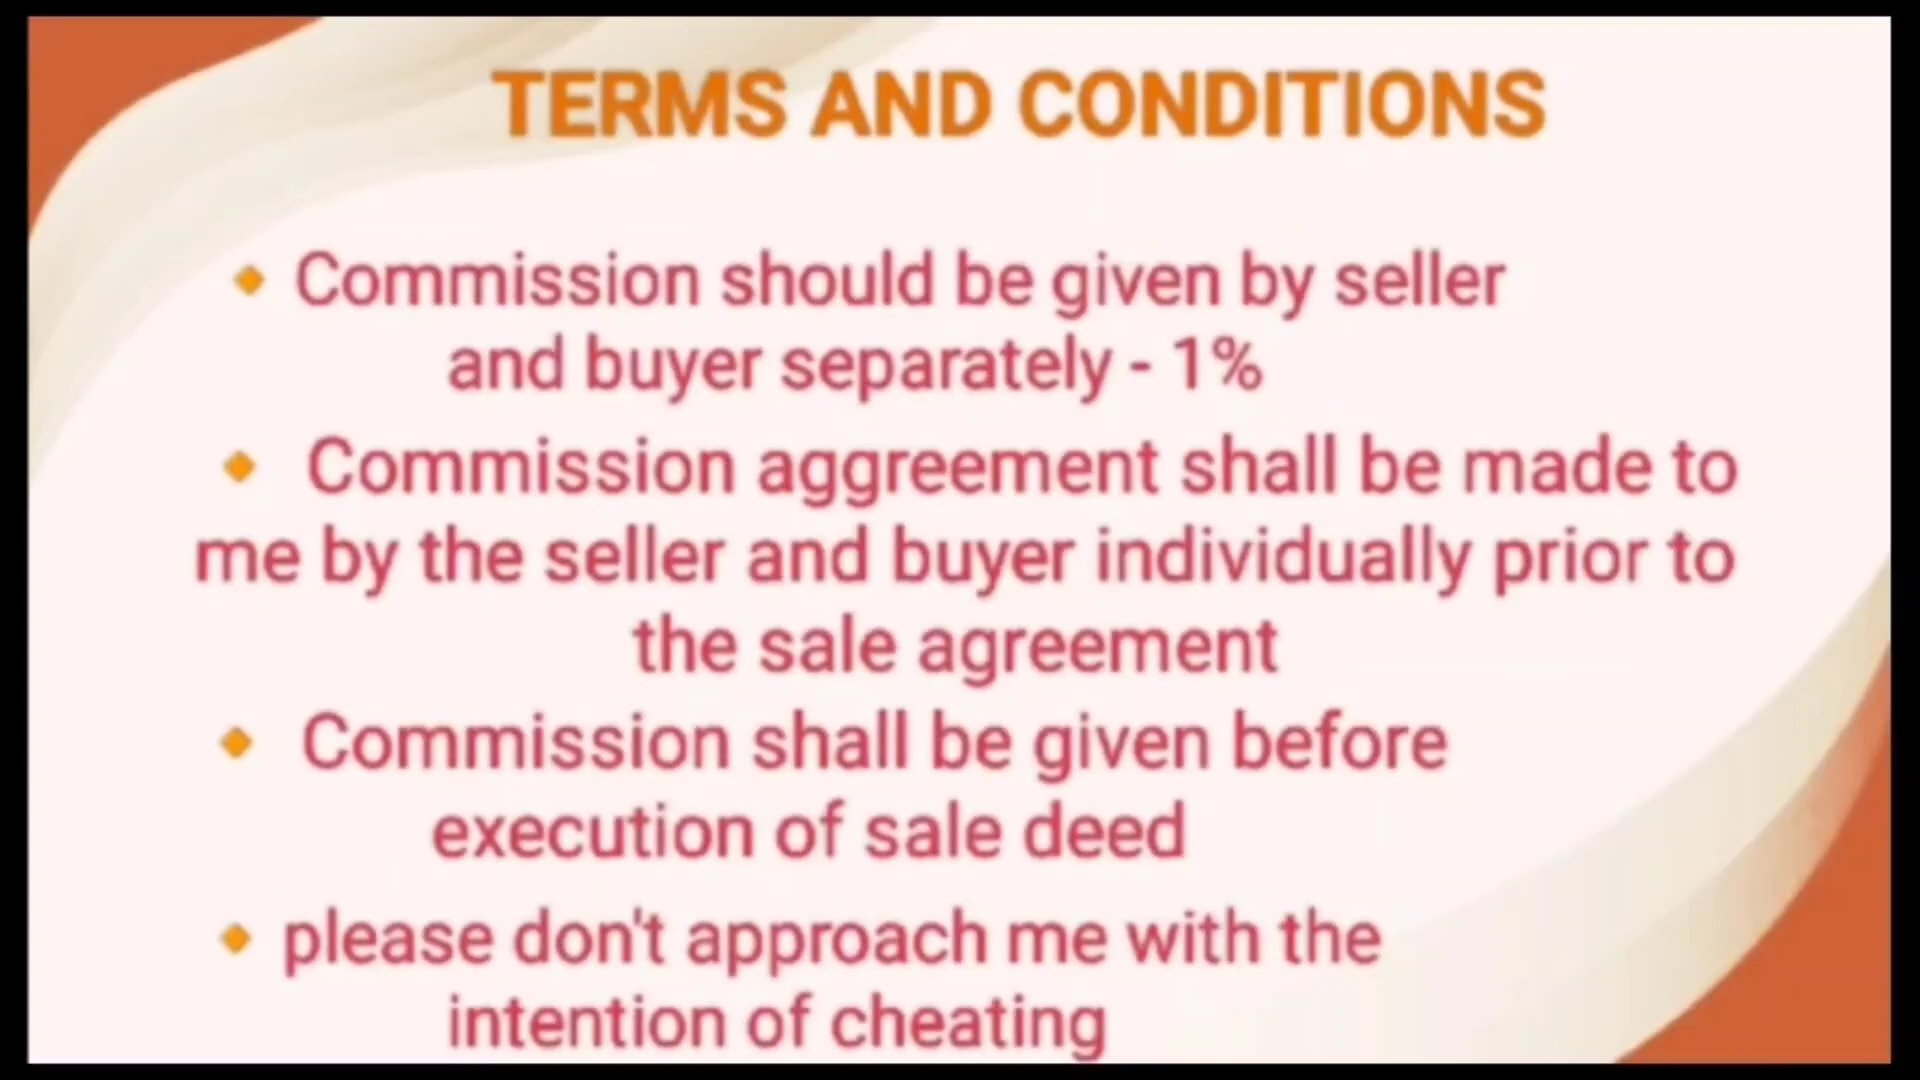 TERMS AND CONDITIONS
🔸 Commission should be given by seller
and buyer separately - 1%
🔸 Commission aggreement shall be made to
me by the seller and buyer individually prior to
the sale agreement
🔸 Commission shall be given before
execution of sale deed
🔸 please don't approach me with the
intention of cheating